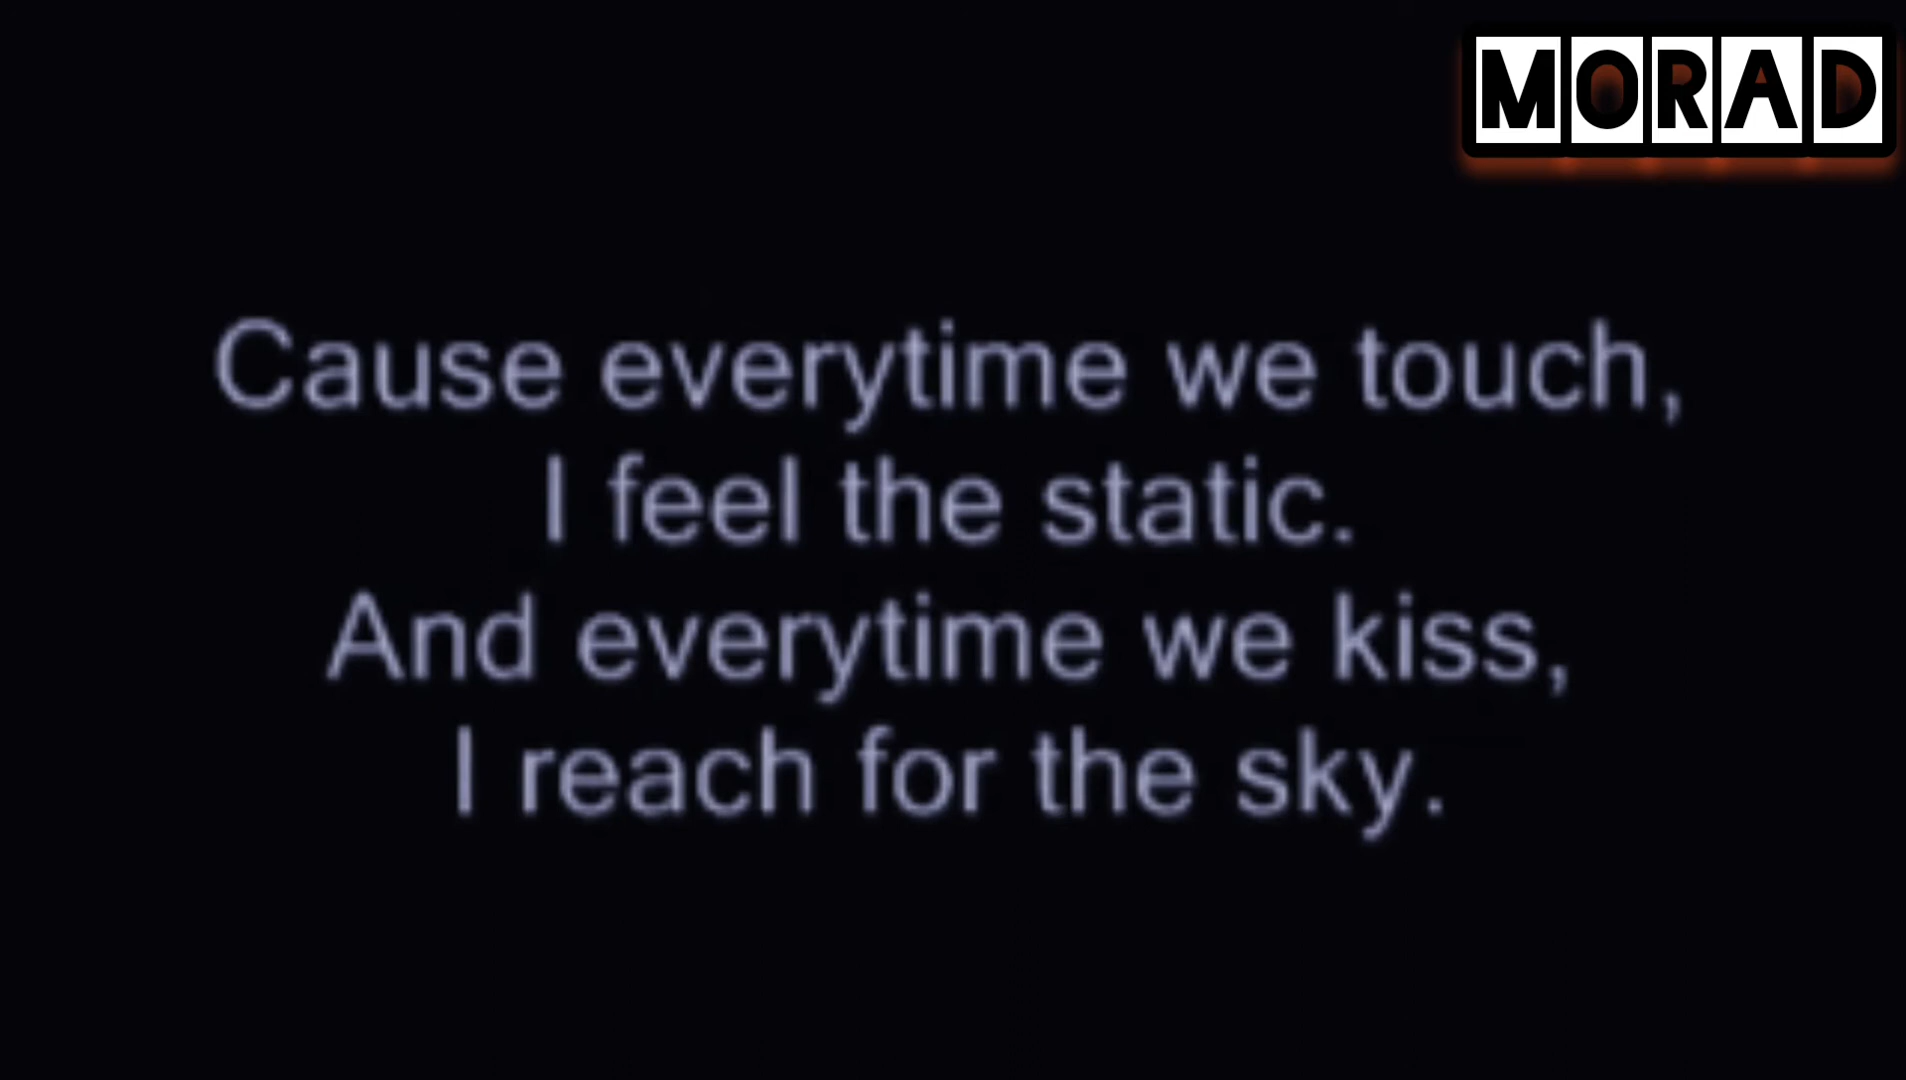 MORAD
Cause everytime we touch,
I feel the static.
And everytime we kiss,
I reach for the sky.